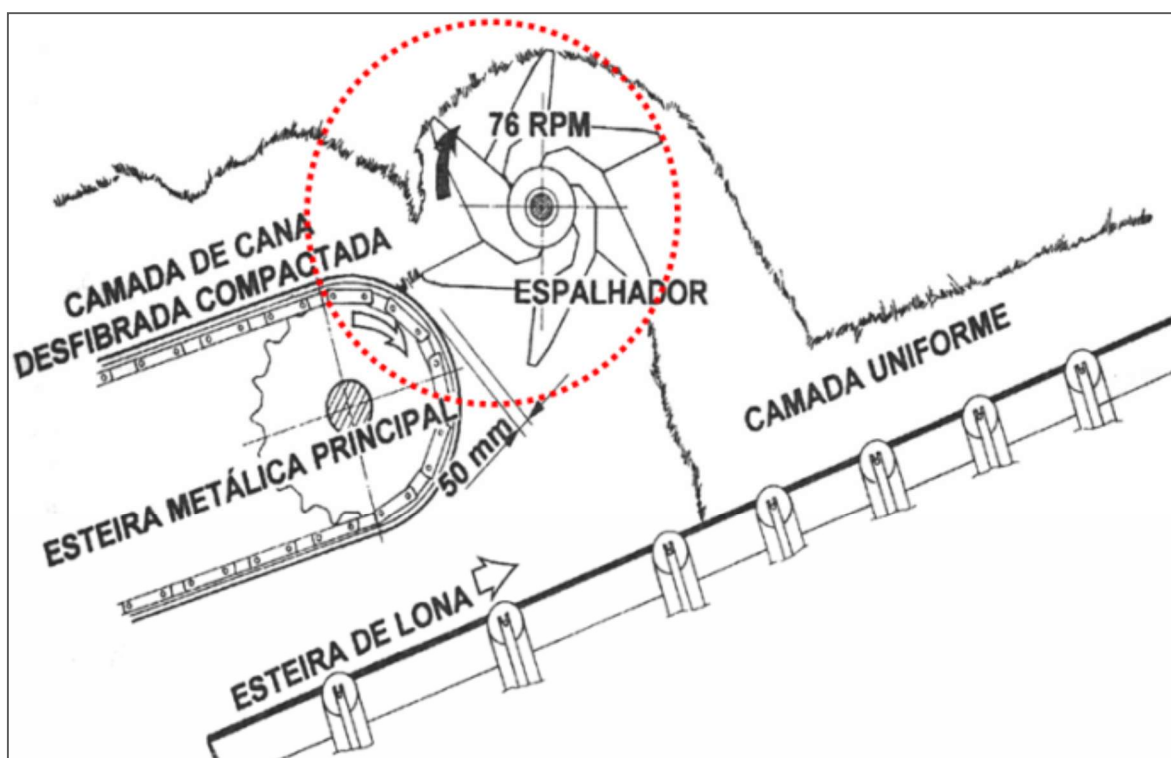 76 RPM
CAMADA DE CANA
DESFIBRADA COMPACTADA
ESPALHADOR
CAMADA UNIFORME
ESTEIRA METÁLICA PRINCIPAL
50 mm
ESTEIRA DE LONA